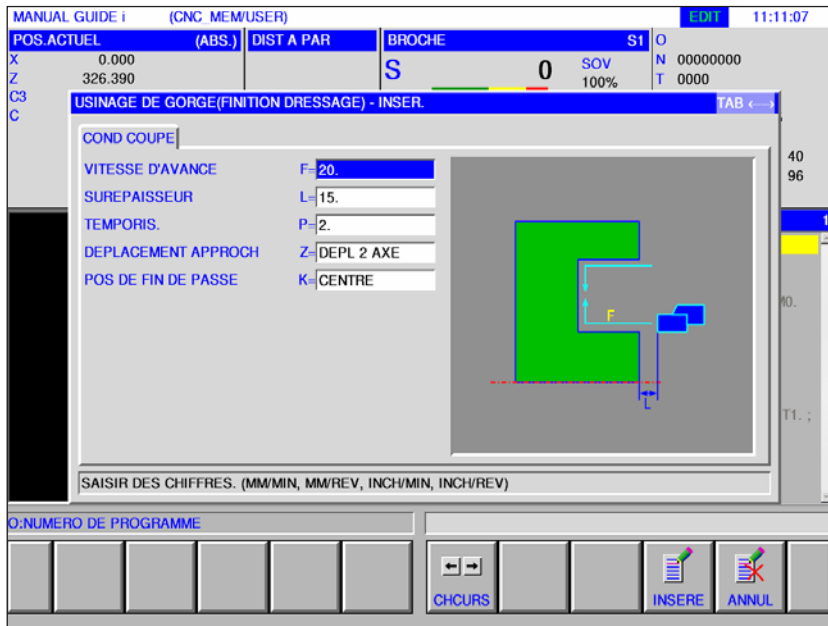 MANUAL GUIDE i (CNC_MEM/USER) EDIT 11:11:07
POS.ACTUEL (ABS.) DIST A PAR BROCHE S1 O
X 0.000 N 00000000
Z 326.390 S 0 SOV 100% T 0000
C3
C
USINAGE DE GORGE(FINITION DRESSAGE) - INSER. TAB
COND COUPE
VITESSE D'AVANCE F= 20.
SUREPAISSEUR L= 15.
TEMPORIS. P= 2.
DEPLACEMENT APPROCH Z= DEPL 2 AXE
POS DE FIN DE PASSE K= CENTRE
F
L
40
96
1
T1. ;
SAISIR DES CHIFFRES. (MM/MIN, MM/REV, INCH/MIN, INCH/REV)
O:NUMERO DE PROGRAMME
CHCURS INSERE ANNUL